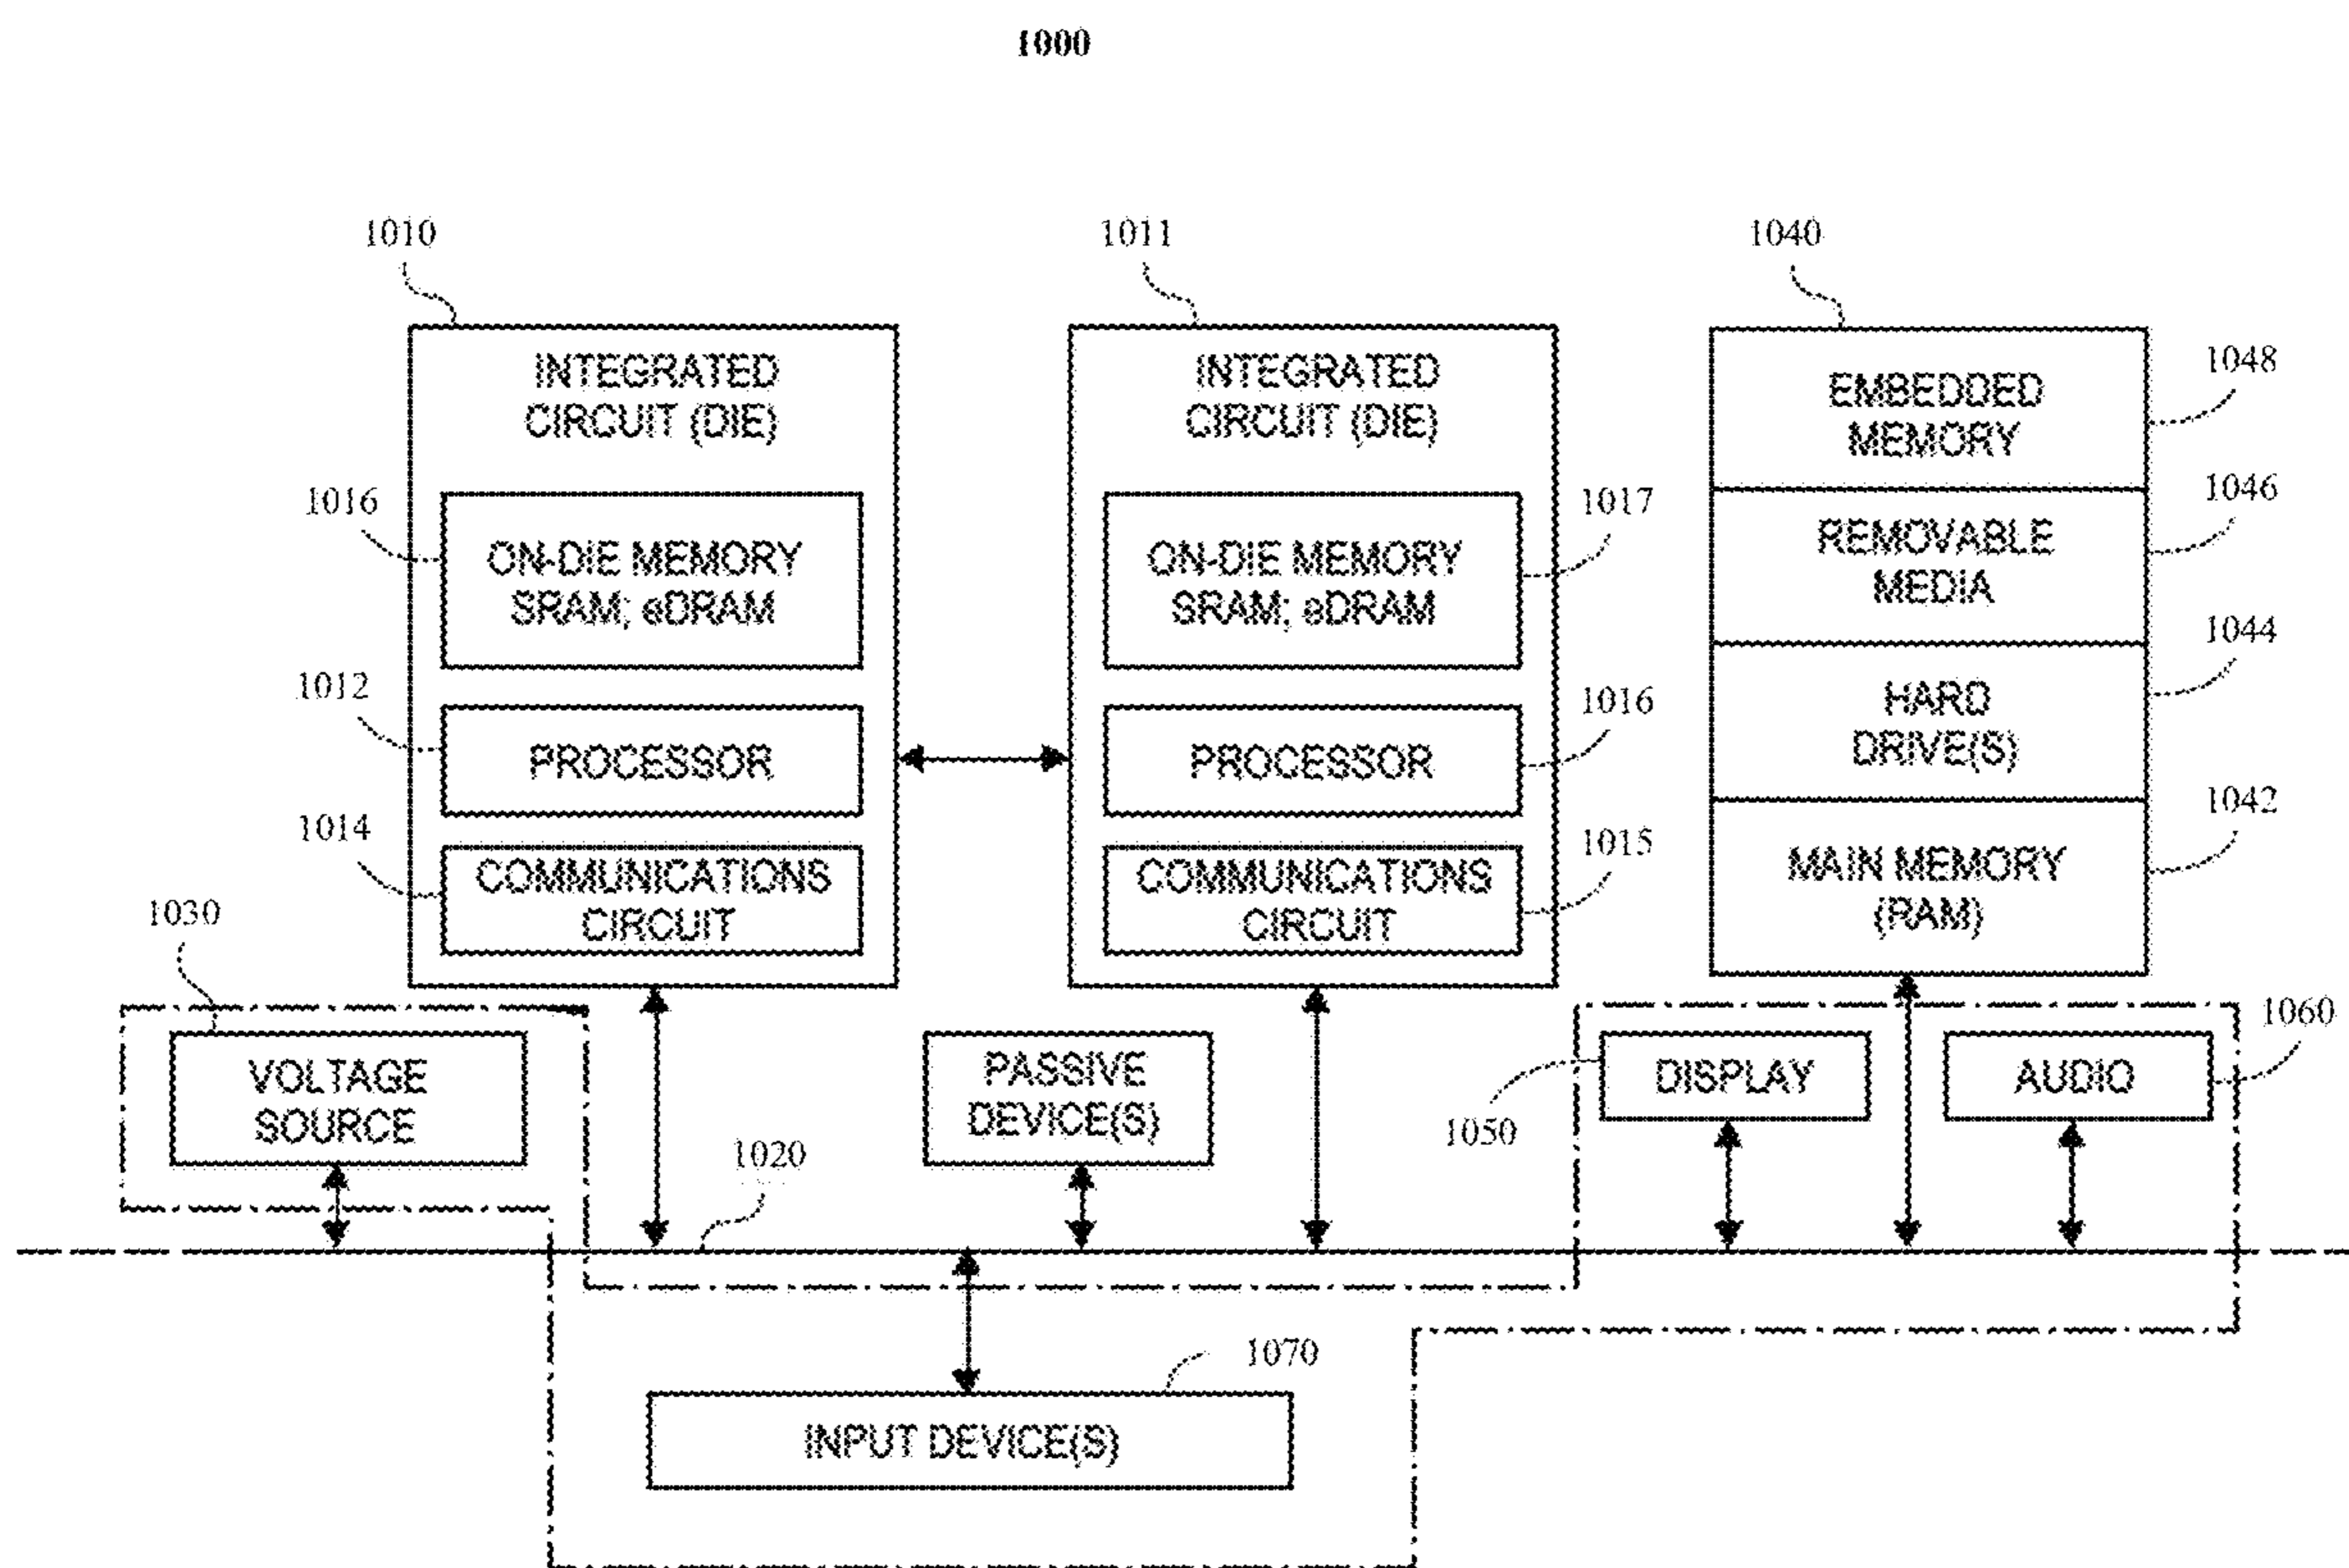 1000
1010
1011
1040
INTEGRATED
CIRCUIT (DIE)
1016
ON-DIE MEMORY
SRAM; eDRAM
1012
PROCESSOR
1014
COMMUNICATIONS
CIRCUIT
INTEGRATED
CIRCUIT (DIE)
ON-DIE MEMORY
SRAM; eDRAM
1017
PROCESSOR
1016
COMMUNICATIONS
CIRCUIT
1015
EMBEDDED
MEMORY
1048
REMOVABLE
MEDIA
1046
HARD
DRIVE(S)
1044
MAIN MEMORY
(RAM)
1042
1030
VOLTAGE
SOURCE
1020
PASSIVE
DEVICE(S)
1050
DISPLAY
AUDIO
1060
1070
INPUT DEVICE(S)